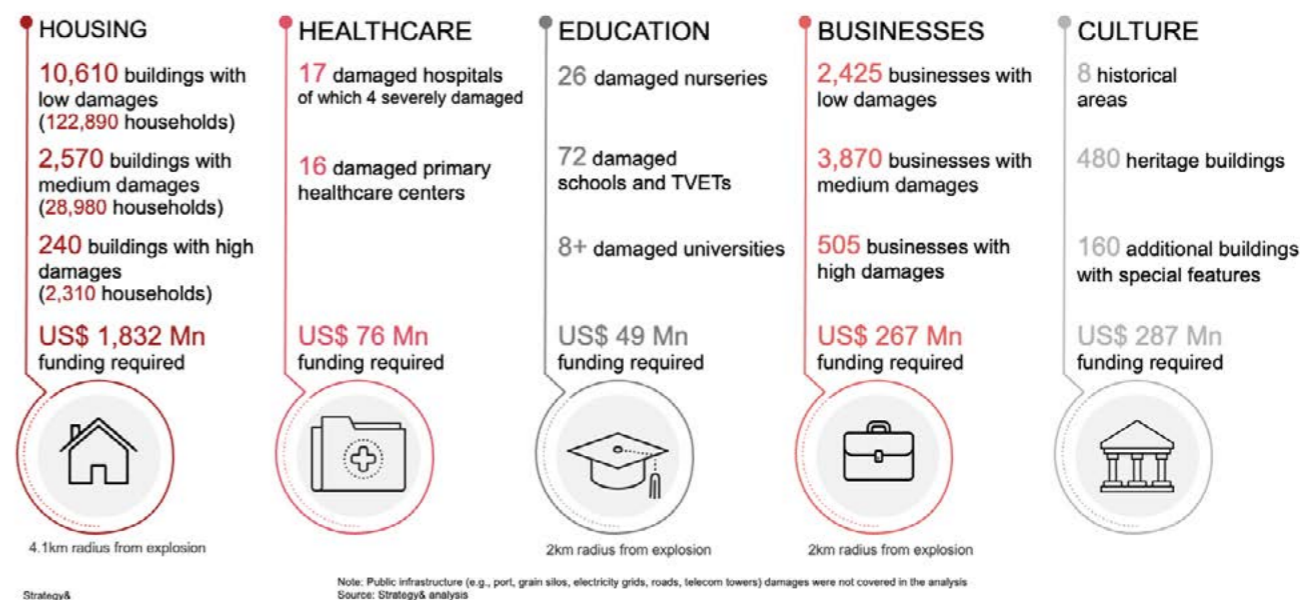 HOUSING
10,610 buildings with
low damages
(122,890 households)
2,570 buildings with
medium damages
(28,980 households)
240 buildings with high
damages
(2,310 households)
US$ 1,832 Mn
funding required
4.1km radius from explosion
HEALTHCARE
17 damaged hospitals
of which 4 severely damaged
16 damaged primary
healthcare centers
US$ 76 Mn
funding required
EDUCATION
26 damaged nurseries
72 damaged
schools and TVETs
8+ damaged universities
US$ 49 Mn
funding required
2km radius from explosion
BUSINESSES
2,425 businesses with
low damages
3,870 businesses with
medium damages
505 businesses with
high damages
US$ 267 Mn
funding required
2km radius from explosion
CULTURE
8 historical
areas
480 heritage buildings
160 additional buildings
with special features
US$ 287 Mn
funding required
Strategy&
Note: Public infrastructure (e.g., port, grain silos, electricity grids, roads, telecom towers) damages were not covered in the analysis
Source: Strategy& analysis